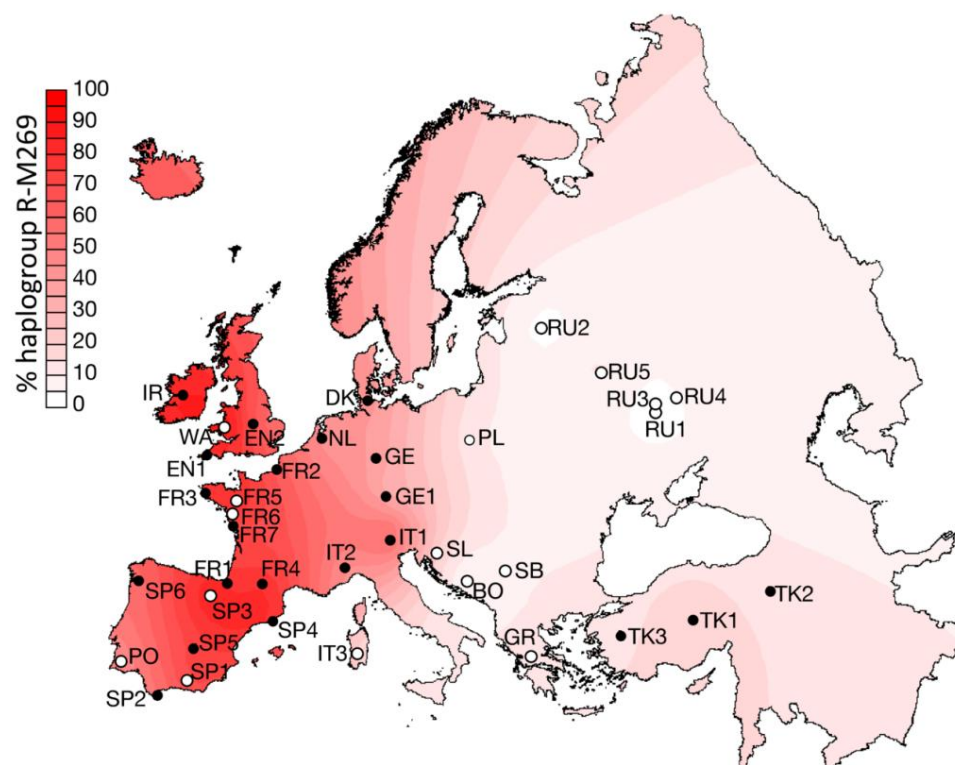 % haplogroup R-M269
100
90
80
70
60
50
40
30
20
10
0
RU2
RU5
RU3
RU4
RU1
IR
DK
WA
EN2
NL
PL
EN1
FR2
GE
FR3
FR5
GE1
FR6
FR7
IT1
SL
IT2
SB
FR1
FR4
BO
SP6
SP3
TK2
SP4
TK1
SP5
TK3
PO
IT3
GR
SP1
SP2